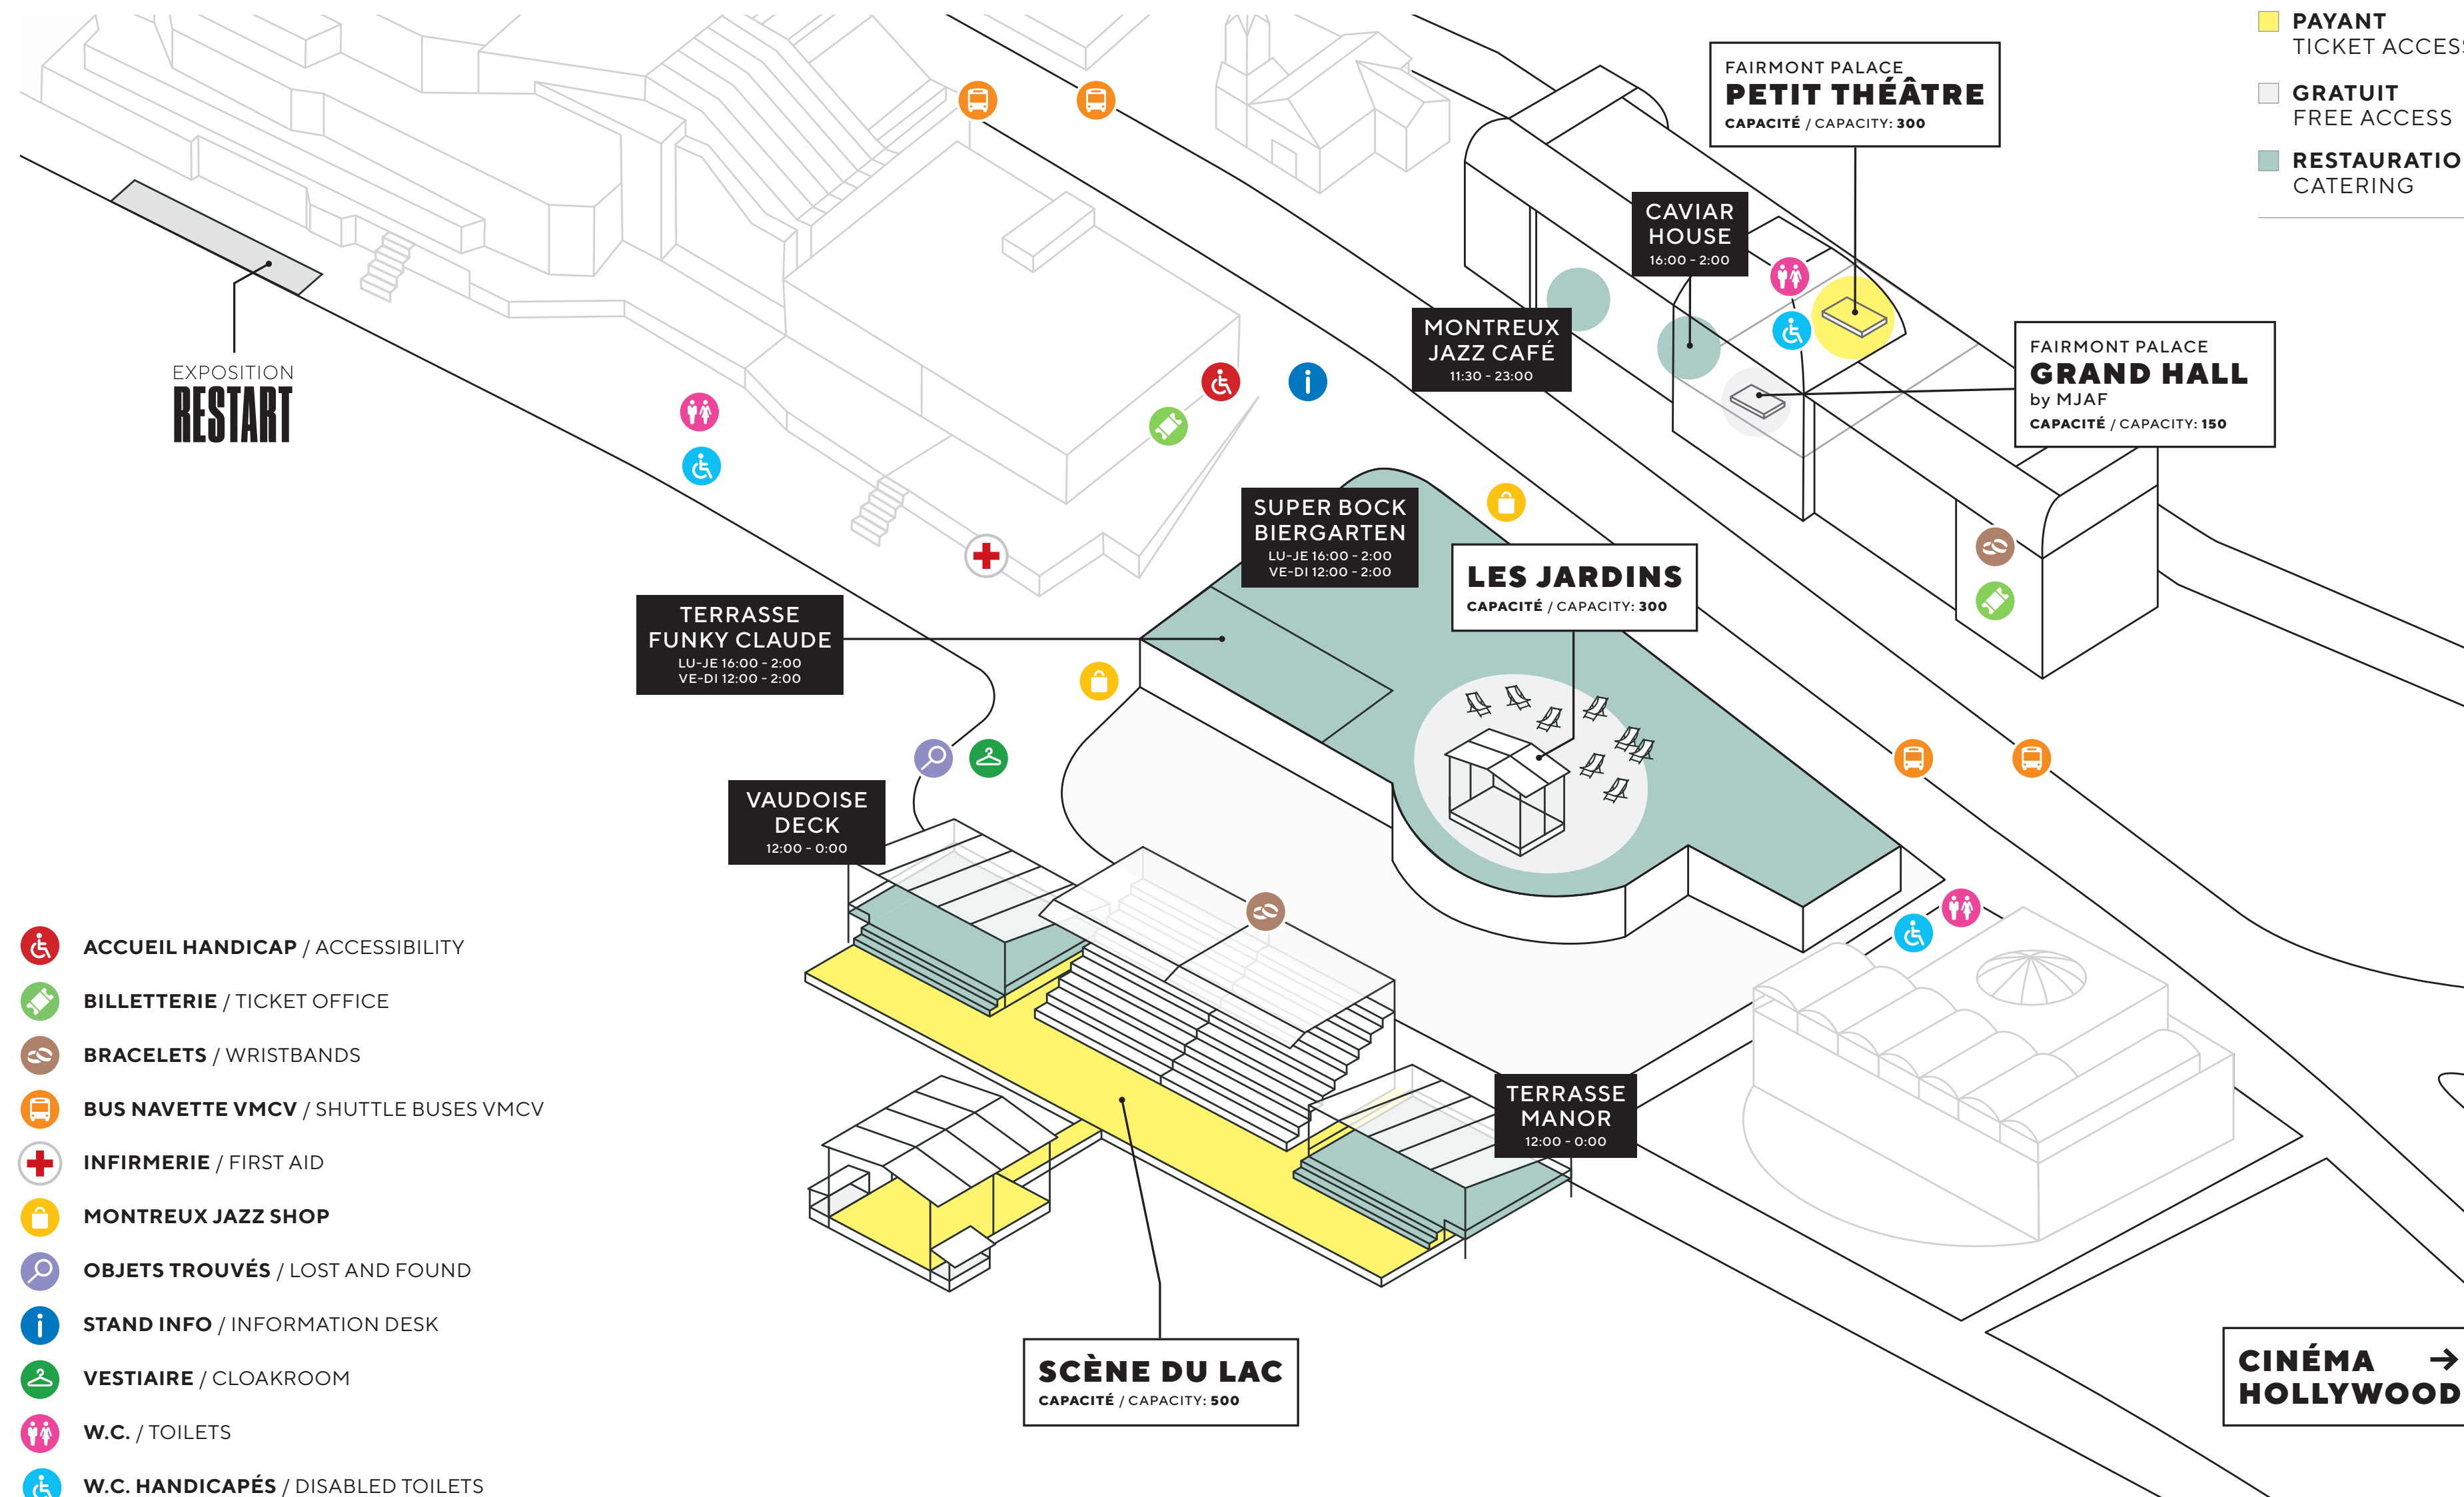 PAYANT
TICKET ACCESS
GRATUIT
FREE ACCESS
RESTAURATIO
CATERING
FAIRMONT PALACE
PETIT THÉÂTRE
CAPACITÉ / CAPACITY: 300
CAVIAR
HOUSE
16:00 - 2:00
MONTREUX
JAZZ CAFÉ
11:30 - 23:00
FAIRMONT PALACE
GRAND HALL
by MJAF
CAPACITÉ / CAPACITY: 150
EXPOSITION
RESTART
SUPER BOCK
BIERGARTEN
LU-JE 16:00 - 2:00
VE-DI 12:00 - 2:00
LES JARDINS
CAPACITÉ / CAPACITY: 300
TERRASSE
FUNKY CLAUDE
LU-JE 16:00 - 2:00
VE-DI 12:00 - 2:00
VAUDOISE
DECK
12:00 - 0:00
TERRASSE
MANOR
12:00 - 0:00
SCÈNE DU LAC
CAPACITÉ / CAPACITY: 500
CINÉMA →
HOLLYWOOD
ACCUEIL HANDICAP / ACCESSIBILITY
BILLETTERIE / TICKET OFFICE
BRACELETS / WRISTBANDS
BUS NAVETTE VMCV / SHUTTLE BUSES VMCV
INFIRMERIE / FIRST AID
MONTREUX JAZZ SHOP
OBJETS TROUVÉS / LOST AND FOUND
STAND INFO / INFORMATION DESK
VESTIAIRE / CLOAKROOM
W.C. / TOILETS
W.C. HANDICAPÉS / DISABLED TOILETS